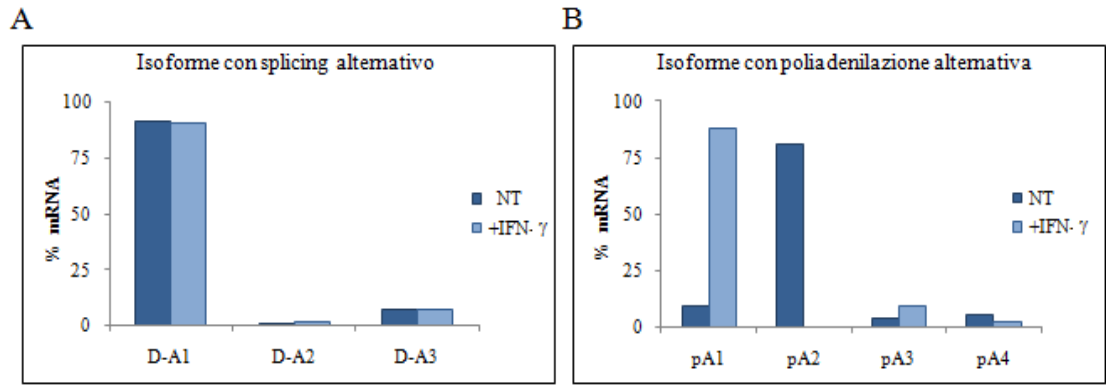 A
Isoforme con splicing alternativo
% mRNA
100
75
50
25
0
D-A1
D-A2
D-A3
NT
+IFN- γ
B
Isoforme con poliadenilazione alternativa
% mRNA
100
75
50
25
0
pA1
pA2
pA3
pA4
NT
+IFN- γ